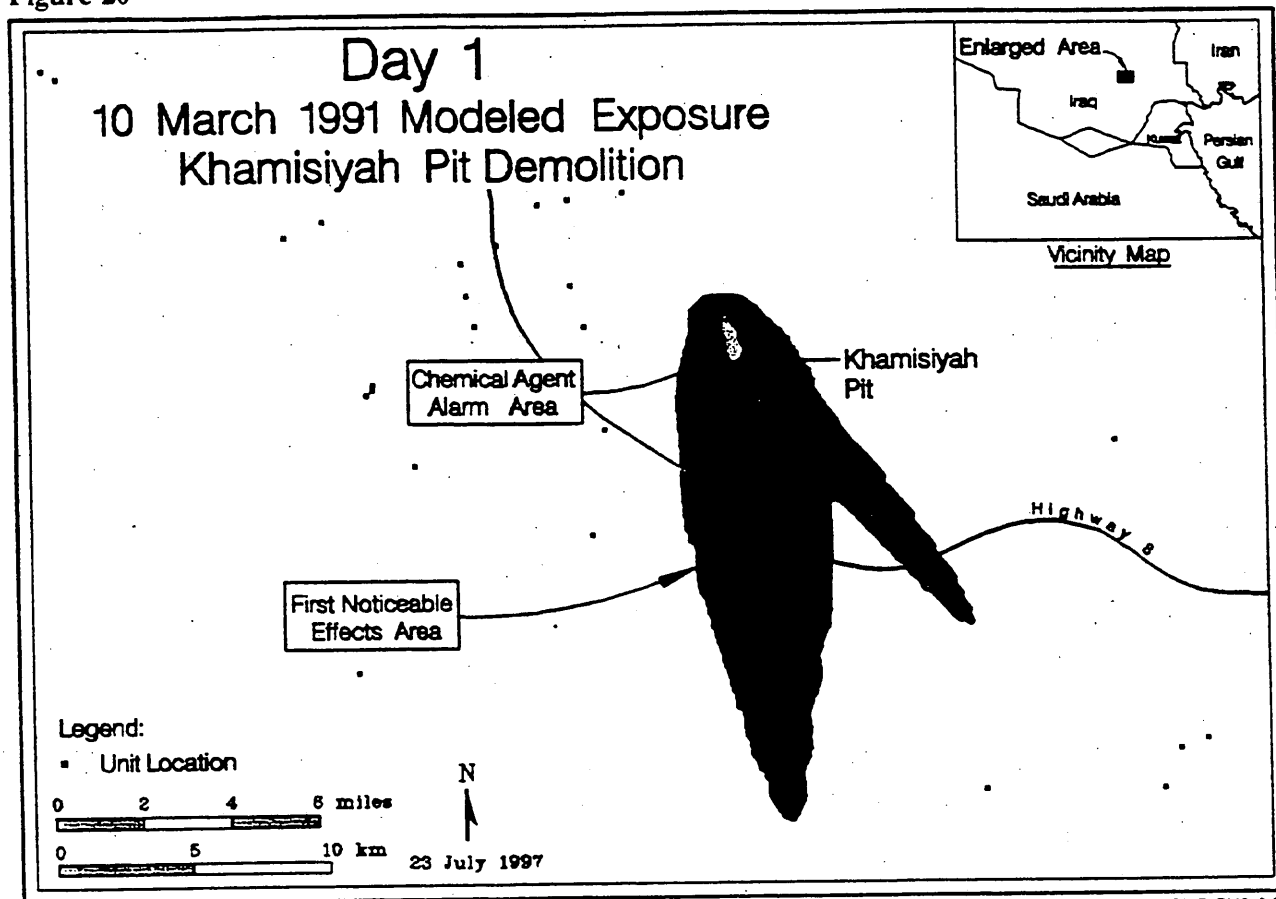 Figure 20
Day 1
10 March 1991 Modeled Exposure
Khamisiyah Pit Demolition
Enlarged Area
Iran
Iraq
Kuwait
Persian
Gulf
Saudi Arabia
Vicinity Map
Chemical Agent
Alarm Area
Khamisiyah
Pit
Highway 8
First Noticeable
Effects Area
Legend:
Unit Location
0 2 4 6 miles
0 5 10 km
N
23 July 1997